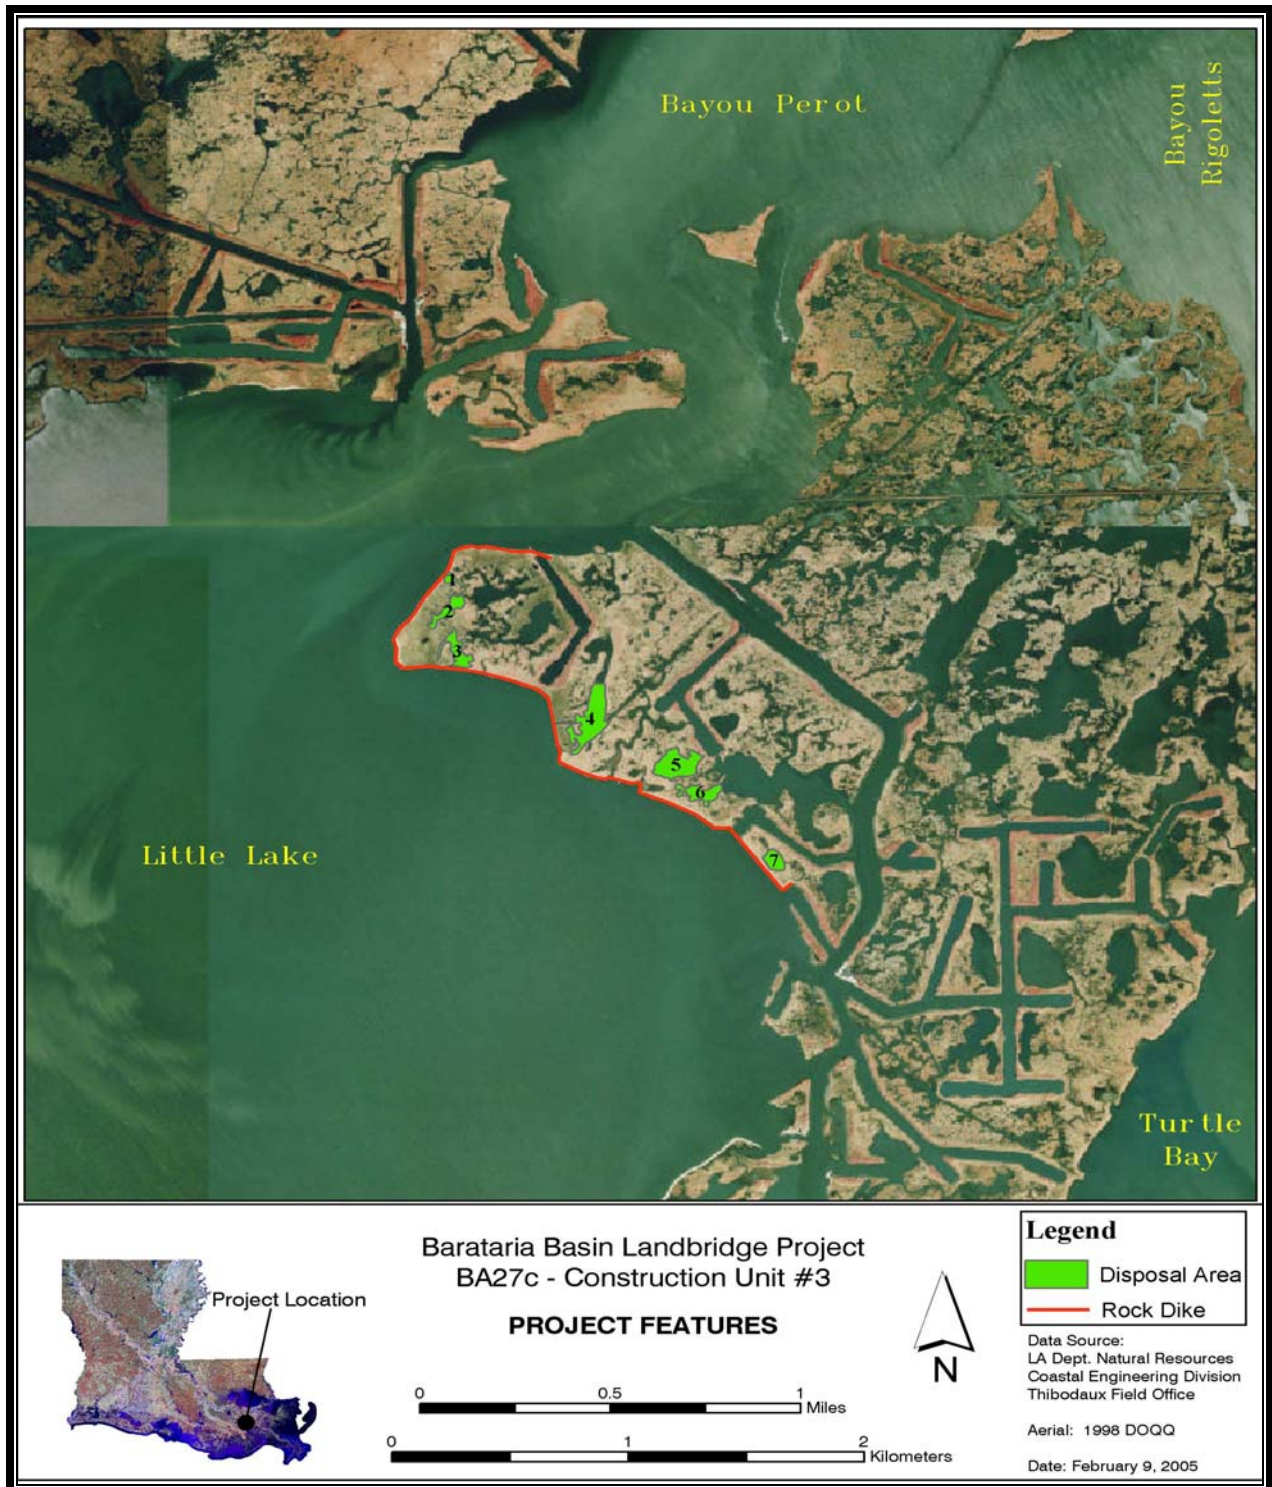 Bayou Perot
Bayou
Rigoletts
1
2
3
4
5
6
7
Little Lake
Turtle
Bay
Project Location
Barataria Basin Landbridge Project
BA27c - Construction Unit #3
PROJECT FEATURES
0 0.5 1
Miles
0 1 2
Kilometers
N
Legend
Disposal Area
Rock Dike
Data Source:
LA Dept. Natural Resources
Coastal Engineering Division
Thibodaux Field Office
Aerial: 1998 DOQQ
Date: February 9, 2005